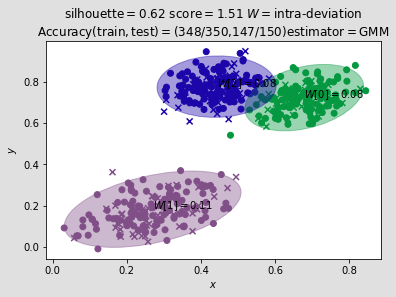 silhouette = 0.62 score = 1.51 W = intra-deviation
Accuracy(train, test) = (348/350,147/150)estimator = GMM
0.8
0.6
0.4
0.2
0.0
y
W[2] = 0.08
W[0] = 0.08
W[1] = 0.11
0.0 0.2 0.4 0.6 0.8
x